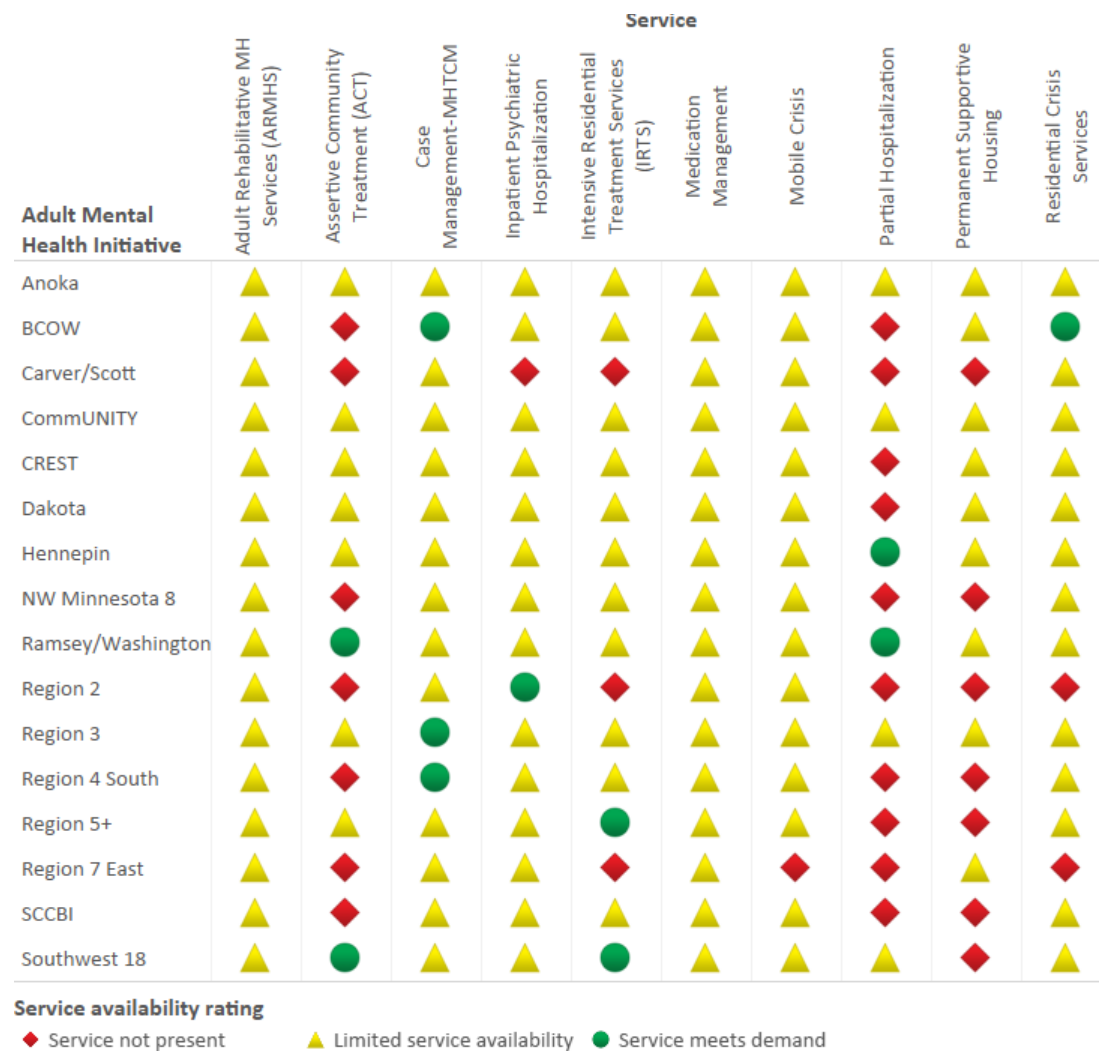 Service
Adult Rehabilitative MH
Services (ARMHS)
Assertive Community
Treatment (ACT)
Case
Management-MHTCM
Inpatient Psychiatric
Hospitalization
Intensive Residential
Treatment Services
(IRTS)
Medication
Management
Mobile Crisis
Partial Hospitalization
Permanent Supportive
Housing
Residential Crisis
Services
Adult Mental
Health Initiative
Anoka
BCOW
Carver/Scott
CommUNITY
CREST
Dakota
Hennepin
NW Minnesota 8
Ramsey/Washington
Region 2
Region 3
Region 4 South
Region 5+
Region 7 East
SCCBI
Southwest 18
Service availability rating
Service not present Limited service availability Service meets demand